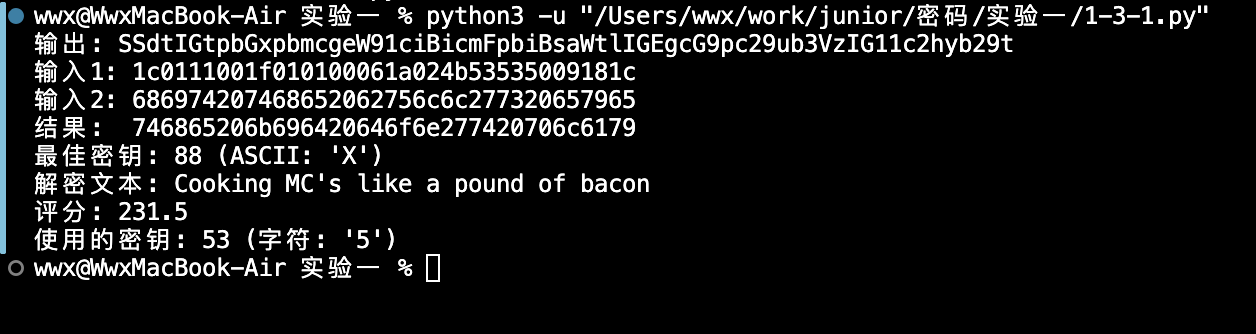 wwx@WwxMacBook-Air 实验一 % python3 -u "/Users/wwx/work/junior/密码/实验一/1-3-1.py"
输出: SSdtIGtpbGxpbmcgeW91ciBicmFpbiBsaWtlIGEgcG9pc29ub3VzIG11c2hyb29t
输入1: 1c0111001f010100061a024b53535009181c
输入2: 686974207468652062756c6c277320657965
结果:  746865206b696420646f6e277420706c6179
最佳密钥: 88 (ASCII: 'X')
解密文本: Cooking MC's like a pound of bacon
评分: 231.5
使用的密钥: 53 (字符: '5')
wwx@WwxMacBook-Air 实验一 %